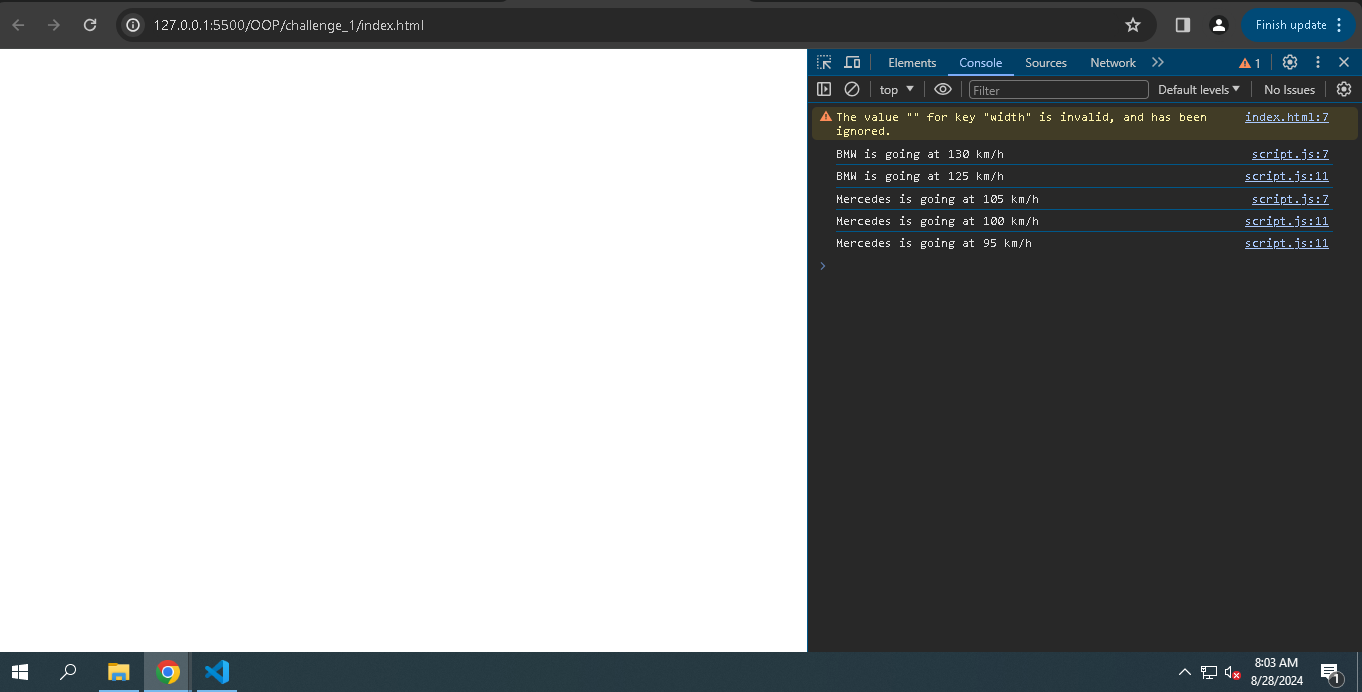 127.0.0.1:5500/OOP/challenge_1/index.html
Finish update
Elements Console Sources Network 1
top Filter Default levels No Issues
The value "" for key "width" is invalid, and has been ignored. index.html:7
BMW is going at 130 km/h script.js:7
BMW is going at 125 km/h script.js:11
Mercedes is going at 105 km/h script.js:7
Mercedes is going at 100 km/h script.js:11
Mercedes is going at 95 km/h script.js:11
8:03 AM
8/28/2024
1